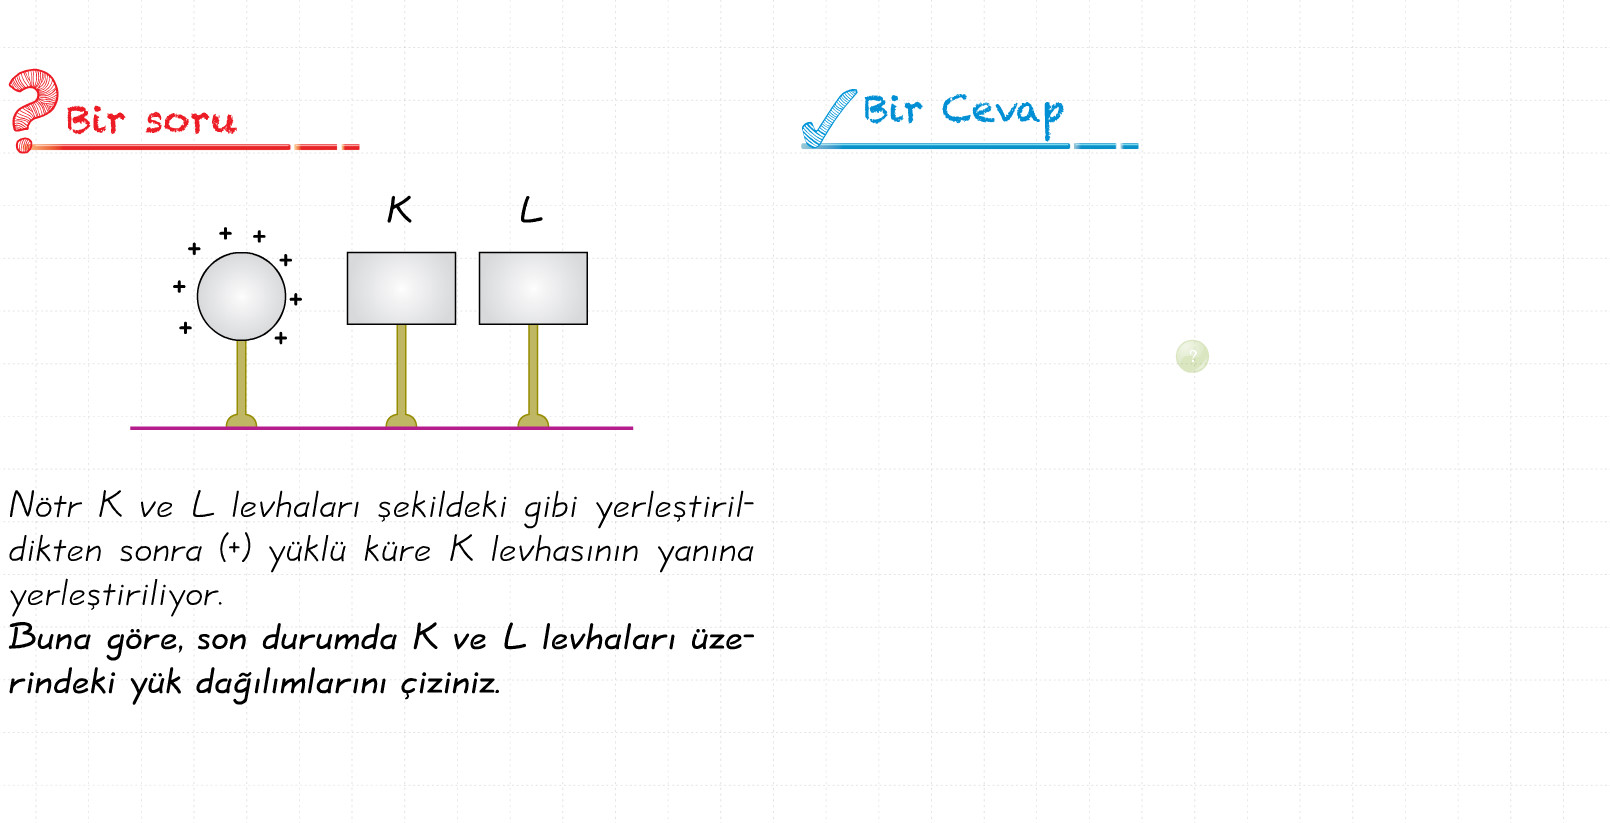 Bir soru
Bir Cevap
K
L
Nötr K ve L levhaları şekildeki gibi yerleştiril-
dikten sonra (+) yüklü küre K levhasının yanına
yerleştiriliyor.
Buna göre, son durumda K ve L levhaları üze-
rindeki yük dağılımlarını çiziniz.